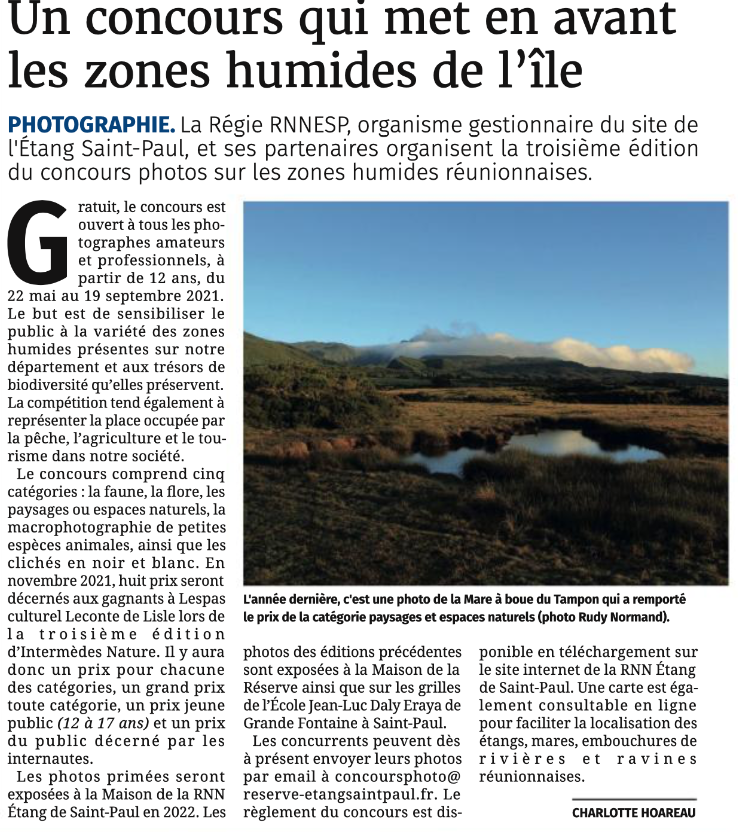 Un concours qui met en avant
les zones humides de l'île
PHOTOGRAPHIE. La Régie RNNESP, organisme gestionnaire du site de
l'Étang Saint-Paul, et ses partenaires organisent la troisième édition
du concours photos sur les zones humides réunionnaises.
Gratuit, le concours est
ouvert à tous les pho-
tographes amateurs
et professionnels, à
partir de 12 ans, du
22 mai au 19 septembre 2021.
Le but est de sensibiliser le
public à la variété des zones
humides présentes sur notre
département et aux trésors de
biodiversité qu'elles préservent.
La compétition tend également à
représenter la place occupée par
la pêche, l'agriculture et le tou-
risme dans notre société.
Le concours comprend cinq
catégories : la faune, la flore, les
paysages ou espaces naturels, la
macrophotographie de petites
espèces animales, ainsi que les
clichés en noir et blanc. En
novembre 2021, huit prix seront
décernés aux gagnants à Lespas
culturel Leconte de Lisle lors de
la troisième édition
d'Intermèdes Nature. Il y aura
donc un prix pour chacune
des catégories, un grand prix
toute catégorie, un prix jeune
public (12 à 17 ans) et un prix
du public décerné par les
internautes.
Les photos primées seront
exposées à la Maison de la RNN
Étang de Saint-Paul en 2022. Les
L'année dernière, c'est une photo de la Mare à boue du Tampon qui a remporté
le prix de la catégorie paysages et espaces naturels (photo Rudy Normand).
photos des éditions précédentes
sont exposées à la Maison de la
Réserve ainsi que sur les grilles
de l'École Jean-Luc Daly Eraya de
Grande Fontaine à Saint-Paul.
Les concurrents peuvent dès
à présent envoyer leurs photos
par email à concoursphoto@
reserve-etangsaintpaul.fr. Le
règlement du concours est dis-
ponible en téléchargement sur
le site internet de la RNN Étang
de Saint-Paul. Une carte est éga-
lement consultable en ligne
pour faciliter la localisation des
étangs, mares, embouchures de
rivières et ravines
réunionnaises.
CHARLOTTE HOAREAU